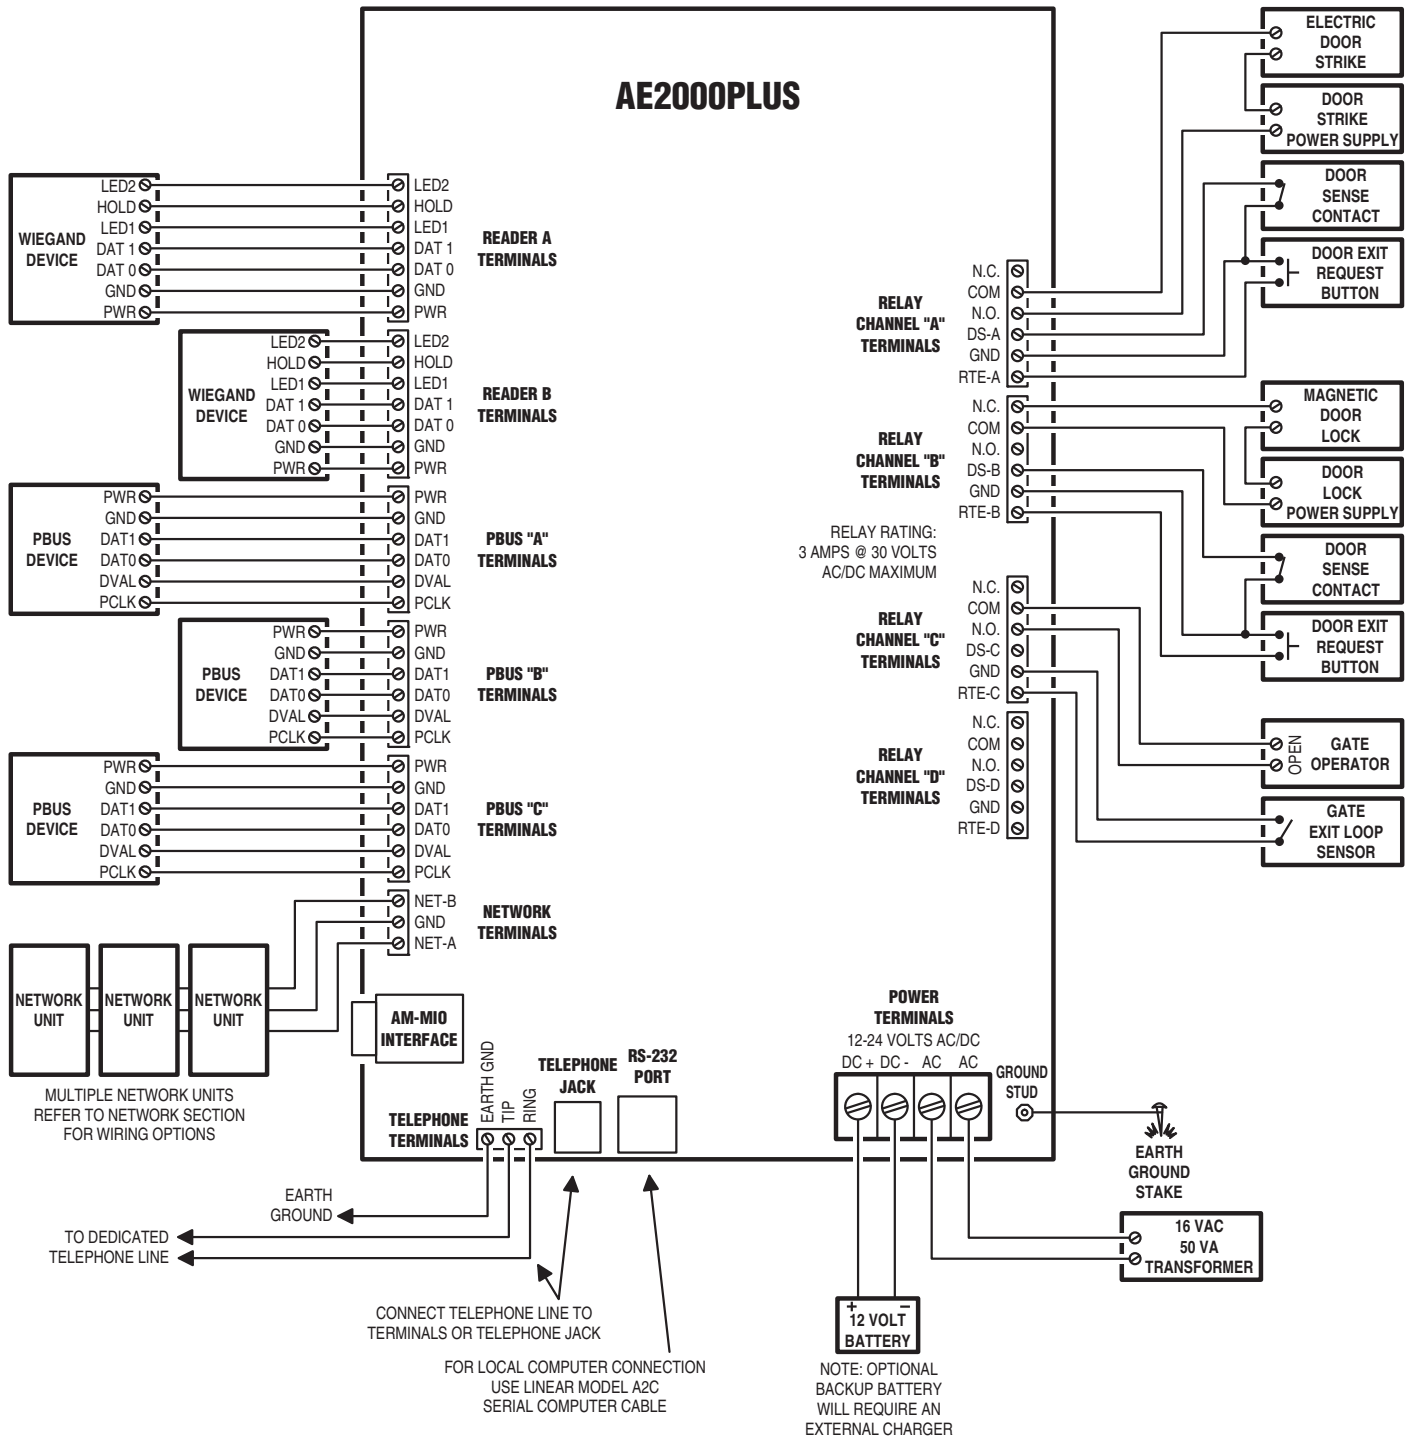 AE2000PLUS
WIEGAND
DEVICE
LED2
HOLD
LED1
DAT 1
DAT 0
GND
PWR
LED2
HOLD
LED1
DAT 1
DAT 0
GND
PWR
READER A
TERMINALS
WIEGAND
DEVICE
LED2
HOLD
LED1
DAT 1
DAT 0
GND
PWR
LED2
HOLD
LED1
DAT 1
DAT 0
GND
PWR
READER B
TERMINALS
PBUS
DEVICE
PWR
GND
DAT1
DAT0
DVAL
PCLK
PWR
GND
DAT1
DAT0
DVAL
PCLK
PBUS "A"
TERMINALS
PBUS
DEVICE
PWR
GND
DAT1
DAT0
DVAL
PCLK
PWR
GND
DAT1
DAT0
DVAL
PCLK
PBUS "B"
TERMINALS
PBUS
DEVICE
PWR
GND
DAT1
DAT0
DVAL
PCLK
PWR
GND
DAT1
DAT0
DVAL
PCLK
PBUS "C"
TERMINALS
NET-B
GND
NET-A
NETWORK
TERMINALS
NETWORK
UNIT
NETWORK
UNIT
NETWORK
UNIT
MULTIPLE NETWORK UNITS
REFER TO NETWORK SECTION
FOR WIRING OPTIONS
AM-MIO
INTERFACE
TELEPHONE
TERMINALS
EARTH GND
TIP
RING
TELEPHONE
JACK
RS-232
PORT
EARTH
GROUND
TO DEDICATED
TELEPHONE LINE
CONNECT TELEPHONE LINE TO
TERMINALS OR TELEPHONE JACK
FOR LOCAL COMPUTER CONNECTION
USE LINEAR MODEL A2C
SERIAL COMPUTER CABLE
RELAY
CHANNEL "A"
TERMINALS
N.C.
COM
N.O.
DS-A
GND
RTE-A
RELAY
CHANNEL "B"
TERMINALS
N.C.
COM
N.O.
DS-B
GND
RTE-B
RELAY RATING:
3 AMPS @ 30 VOLTS
AC/DC MAXIMUM
RELAY
CHANNEL "C"
TERMINALS
N.C.
COM
N.O.
DS-C
GND
RTE-C
RELAY
CHANNEL "D"
TERMINALS
N.C.
COM
N.O.
DS-D
GND
RTE-D
ELECTRIC
DOOR
STRIKE
DOOR
STRIKE
POWER SUPPLY
DOOR
SENSE
CONTACT
DOOR EXIT
REQUEST
BUTTON
MAGNETIC
DOOR
LOCK
DOOR
LOCK
POWER SUPPLY
DOOR
SENSE
CONTACT
DOOR EXIT
REQUEST
BUTTON
OPEN
GATE
OPERATOR
GATE
EXIT LOOP
SENSOR
POWER
TERMINALS
12-24 VOLTS AC/DC
DC + DC - AC AC
GROUND
STUD
EARTH
GROUND
STAKE
16 VAC
50 VA
TRANSFORMER
+ −
12 VOLT
BATTERY
NOTE: OPTIONAL
BACKUP BATTERY
WILL REQUIRE AN
EXTERNAL CHARGER